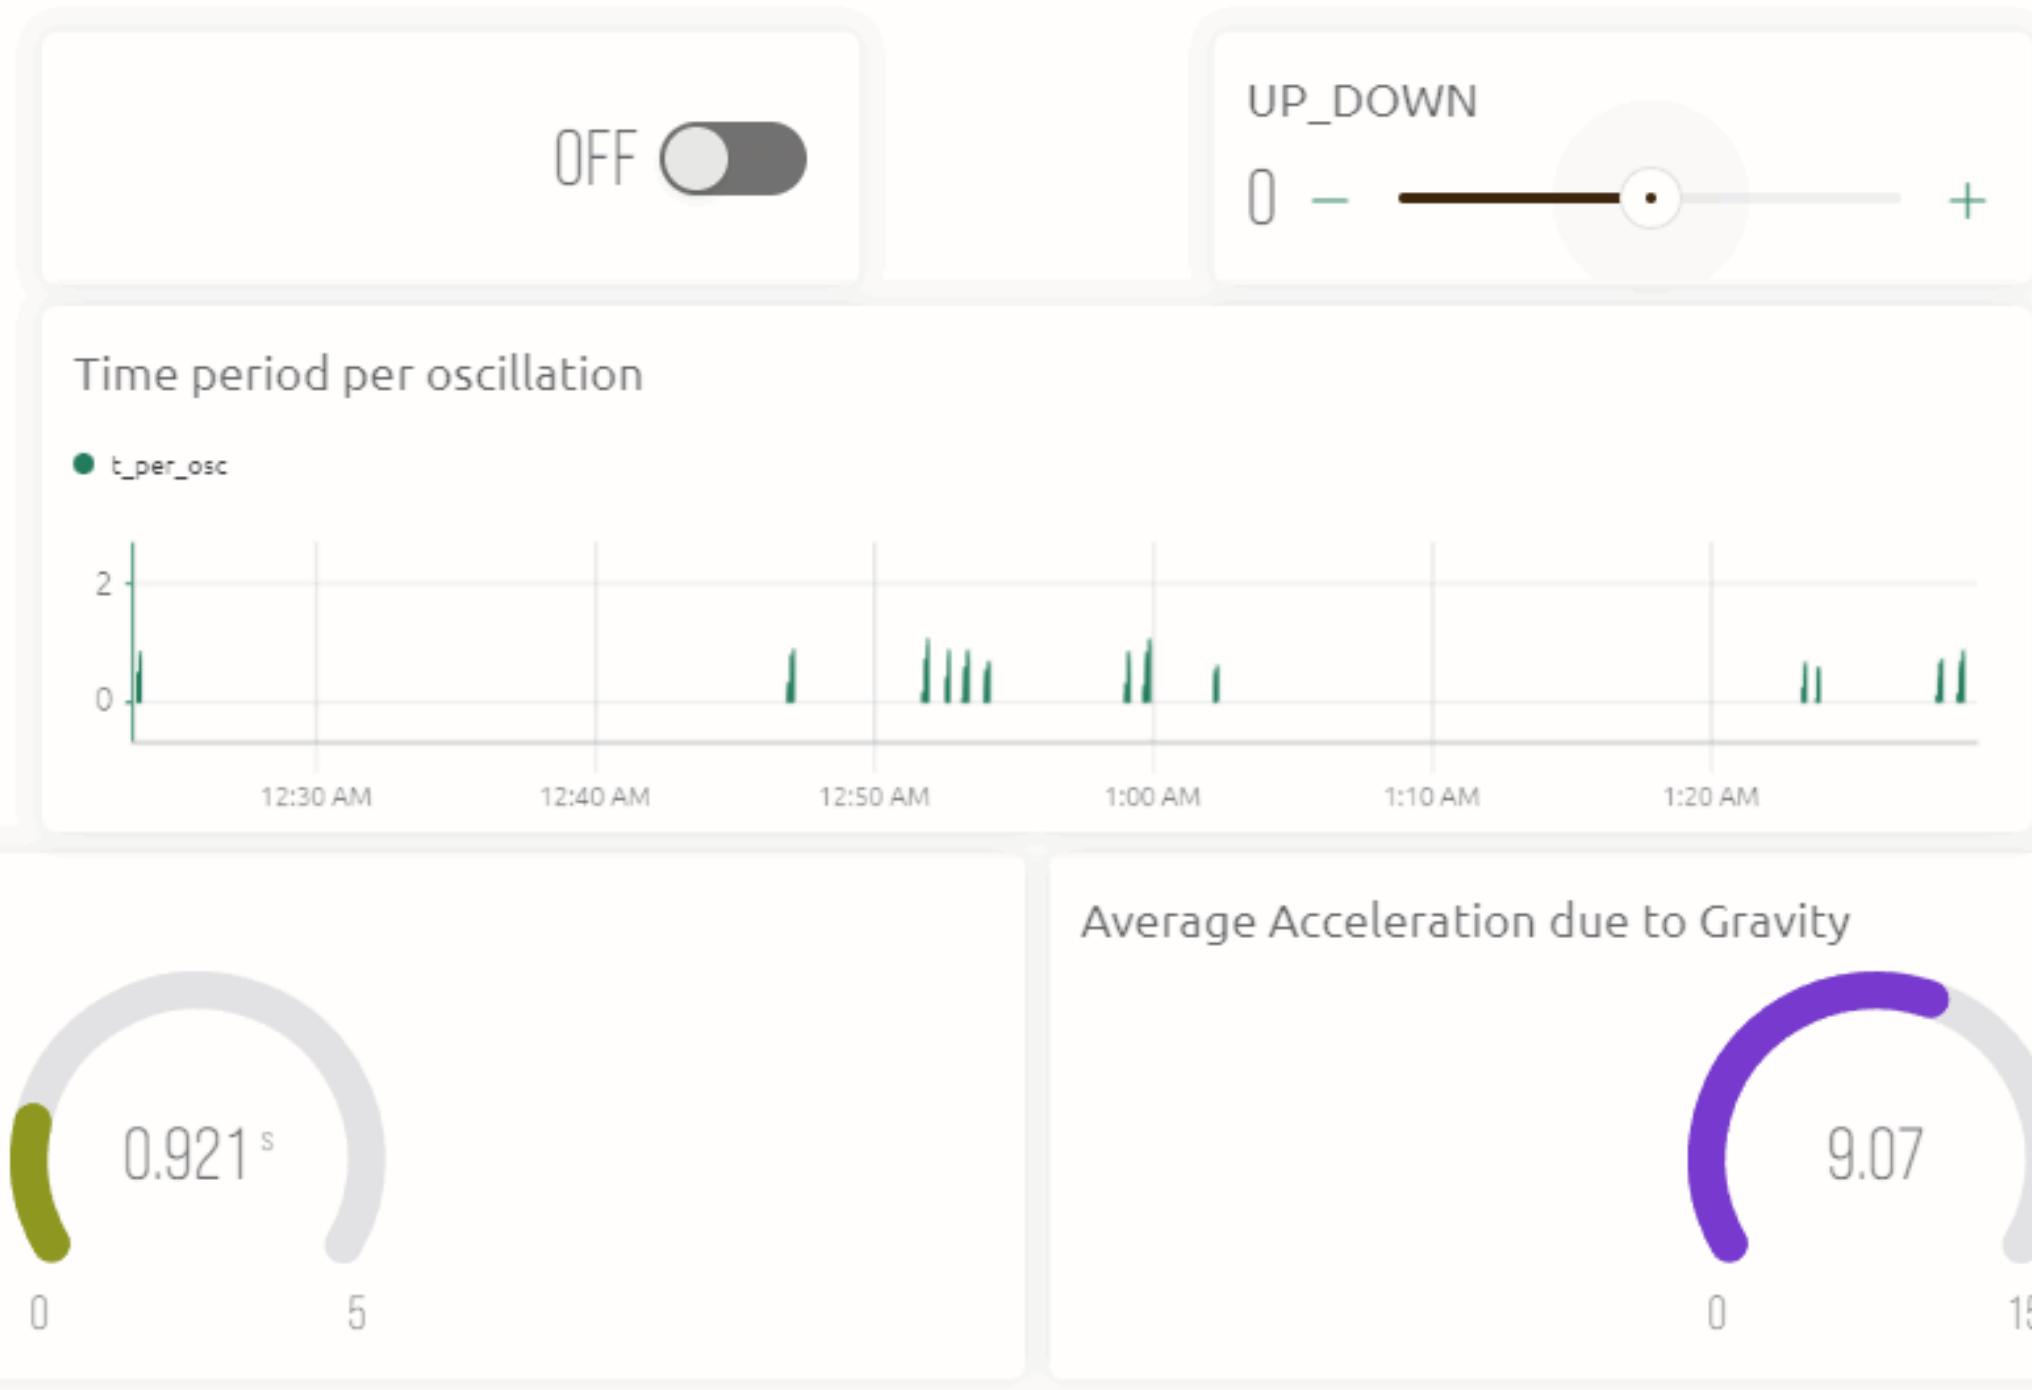 OFF
UP_DOWN
0 − +
Time period per oscillation
t_per_osc
2
0
12:30 AM 12:40 AM 12:50 AM 1:00 AM 1:10 AM 1:20 AM
Average Acceleration due to Gravity
0.921 s
9.07
0 5
0